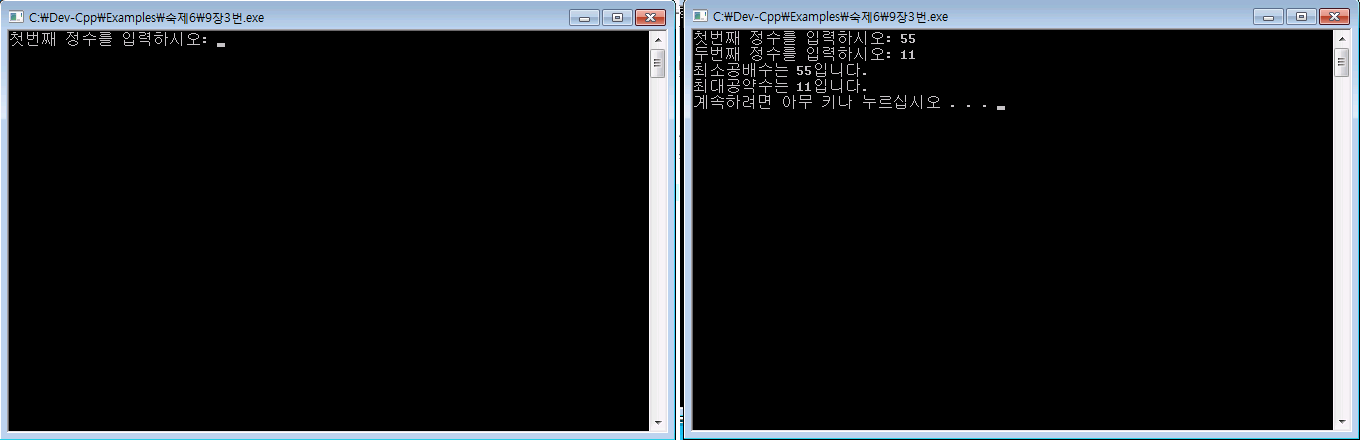 C:\Dev-Cpp\Examples\숙제6\9장3번.exe
첫번째 정수를 입력하시오:
C:\Dev-Cpp\Examples\숙제6\9장3번.exe
첫번째 정수를 입력하시오: 55
두번째 정수를 입력하시오: 11
최소공배수는 55입니다.
최대공약수는 11입니다.
계속하려면 아무 키나 누르십시오 . . .